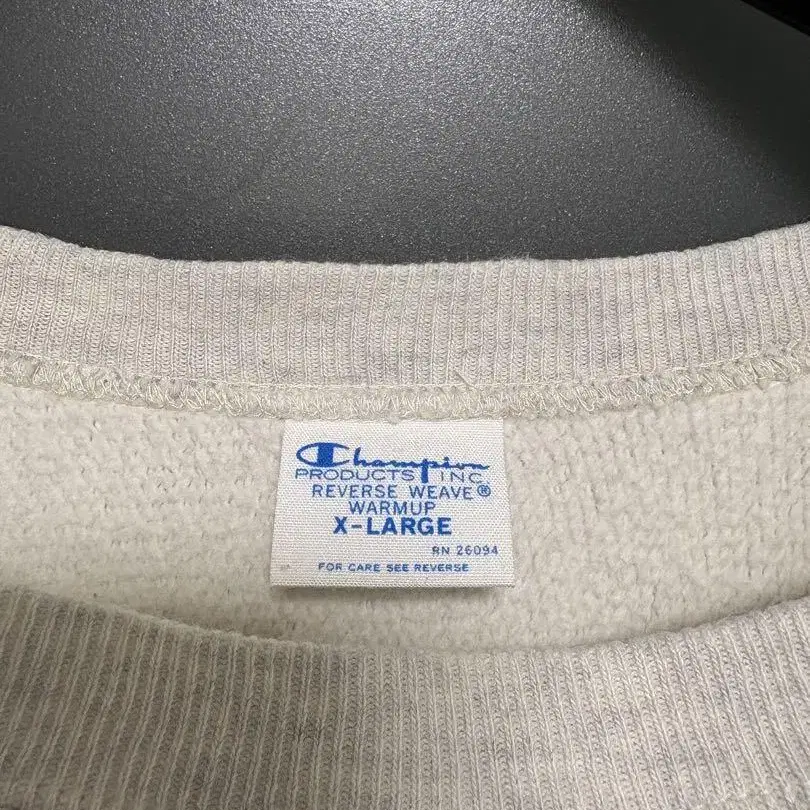 Champion
PRODUCTS INC
REVERSE WEAVE®
WARMUP
X-LARGE
RN 26094
FOR CARE SEE REVERSE